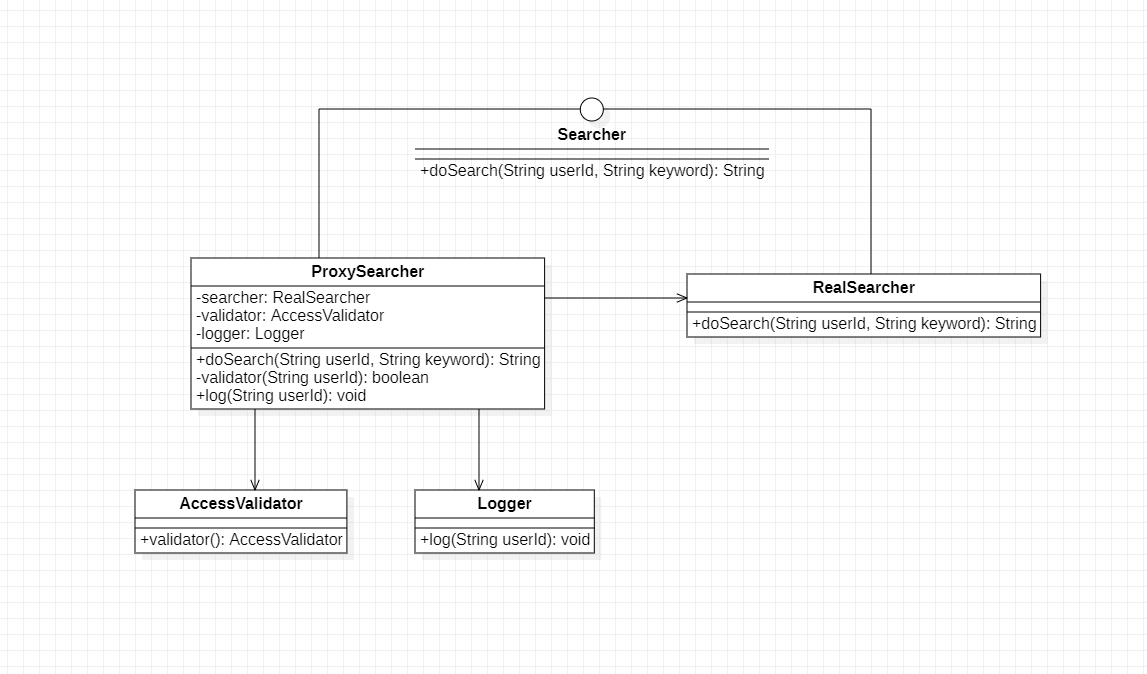 Searcher
+doSearch(String userId, String keyword): String
ProxySearcher
-searcher: RealSearcher
-validator: AccessValidator
-logger: Logger
+doSearch(String userId, String keyword): String
-validator(String userId): boolean
+log(String userId): void
RealSearcher
+doSearch(String userId, String keyword): String
AccessValidator
+validator(): AccessValidator
Logger
+log(String userId): void